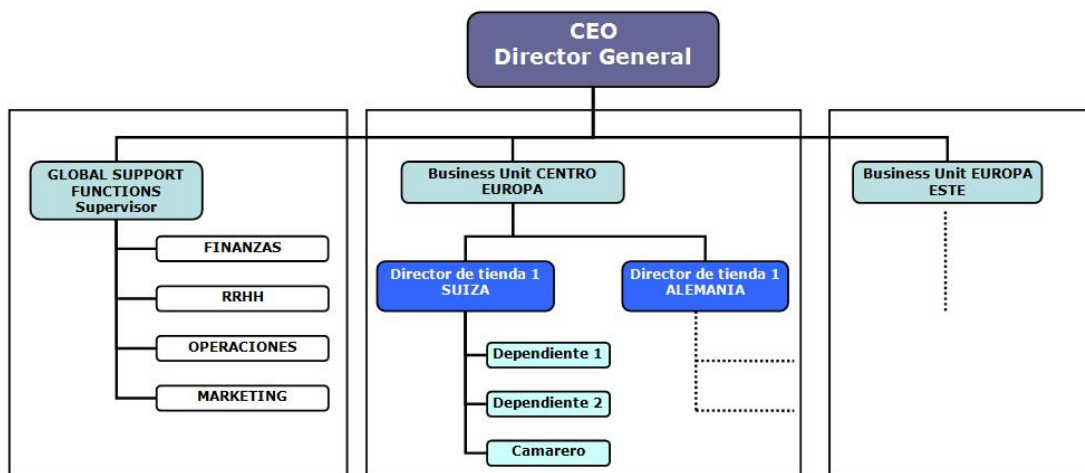 CEO
Director General
GLOBAL SUPPORT
FUNCTIONS
Supervisor
FINANZAS
RRHH
OPERACIONES
MARKETING
Business Unit CENTRO
EUROPA
Director de tienda 1
SUIZA
Dependiente 1
Dependiente 2
Camarero
Director de tienda 1
ALEMANIA
Business Unit EUROPA
ESTE